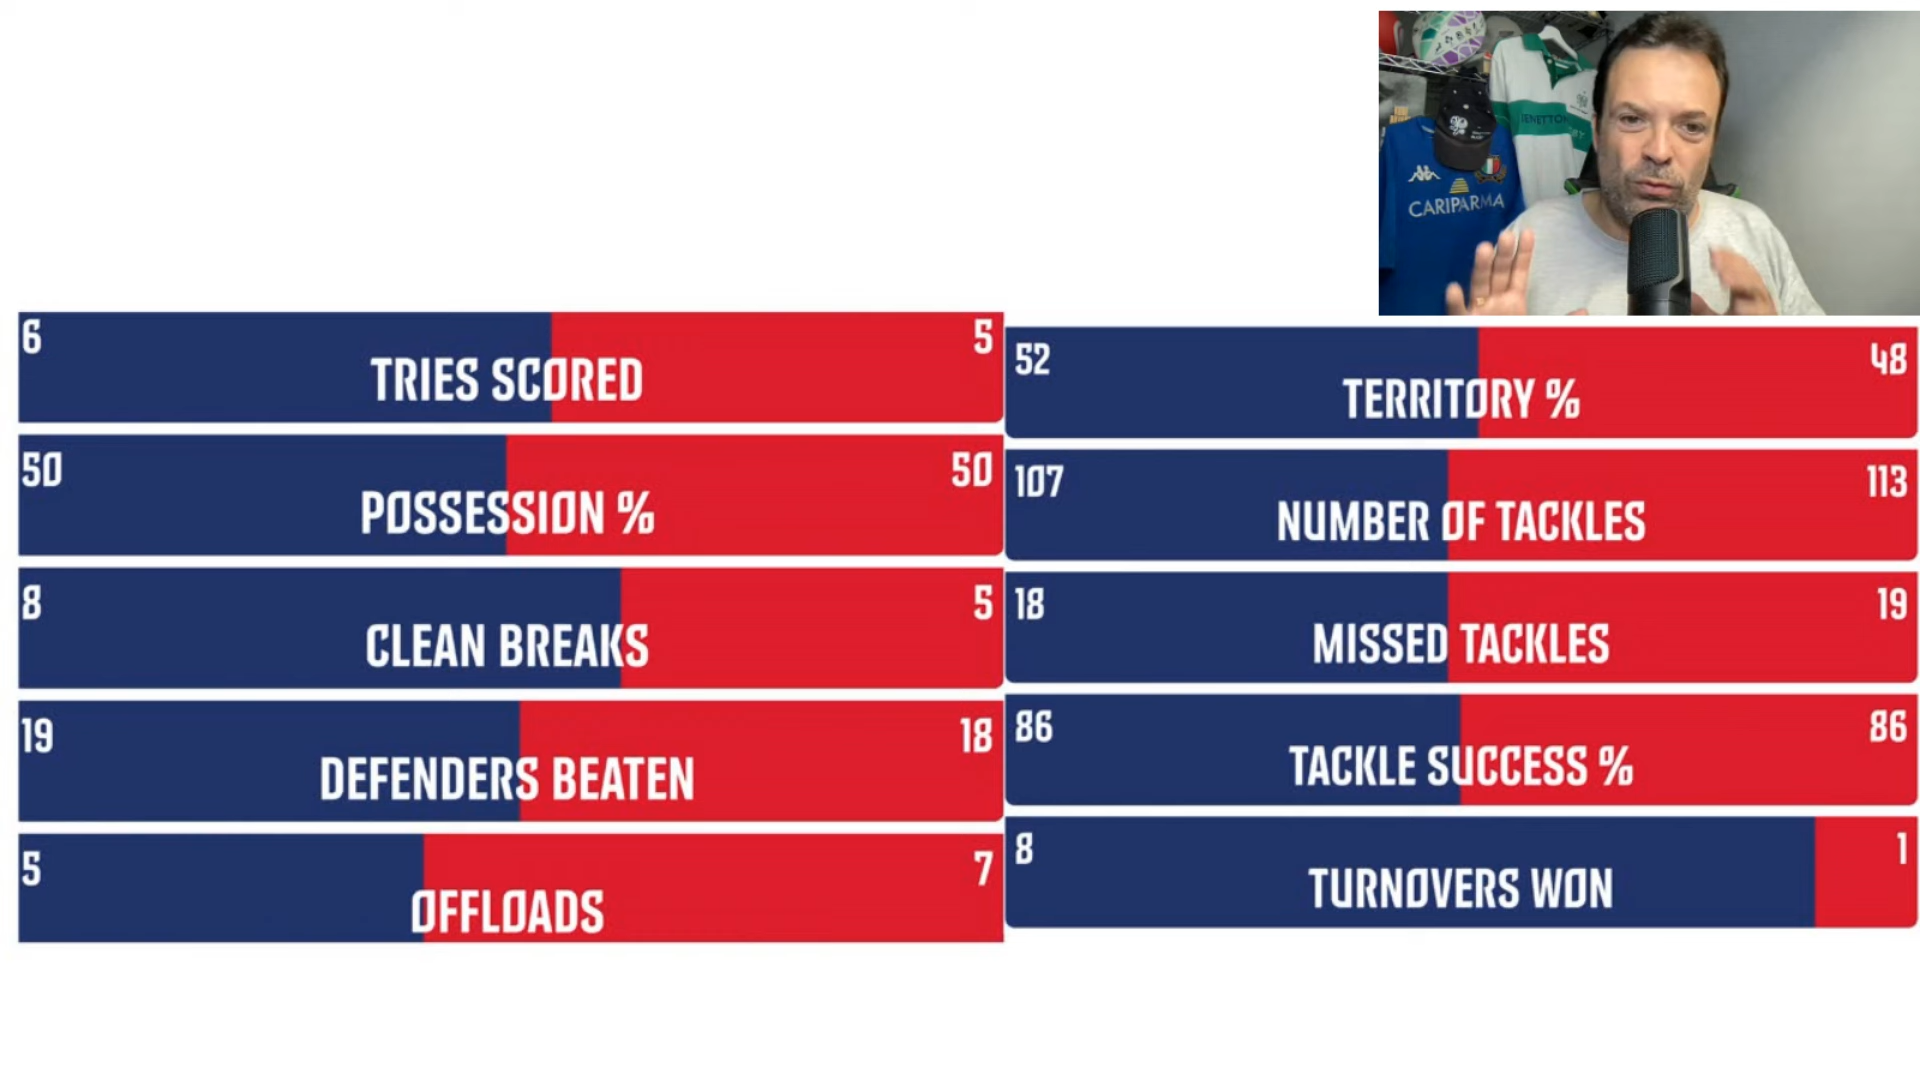 BENETTON
CARIPARMA
6
5
TRIES SCORED
50
50
POSSESSION %
8
5
CLEAN BREAKS
19
18
DEFENDERS BEATEN
5
7
OFFLOADS
52
48
TERRITORY %
107
113
NUMBER OF TACKLES
18
19
MISSED TACKLES
86
86
TACKLE SUCCESS %
8
1
TURNOVERS WON